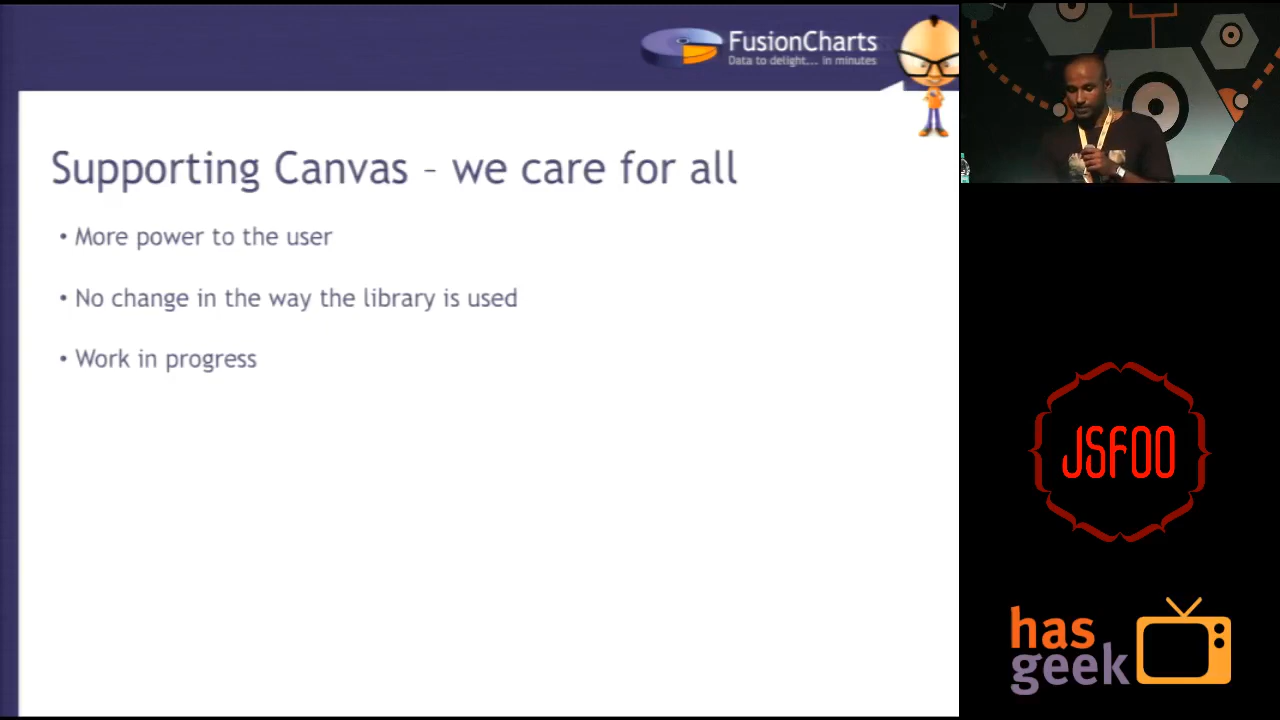 FusionCharts
Data to delight... in minutes
Supporting Canvas – we care for all
• More power to the user
• No change in the way the library is used
• Work in progress
JSFOO
has
geek